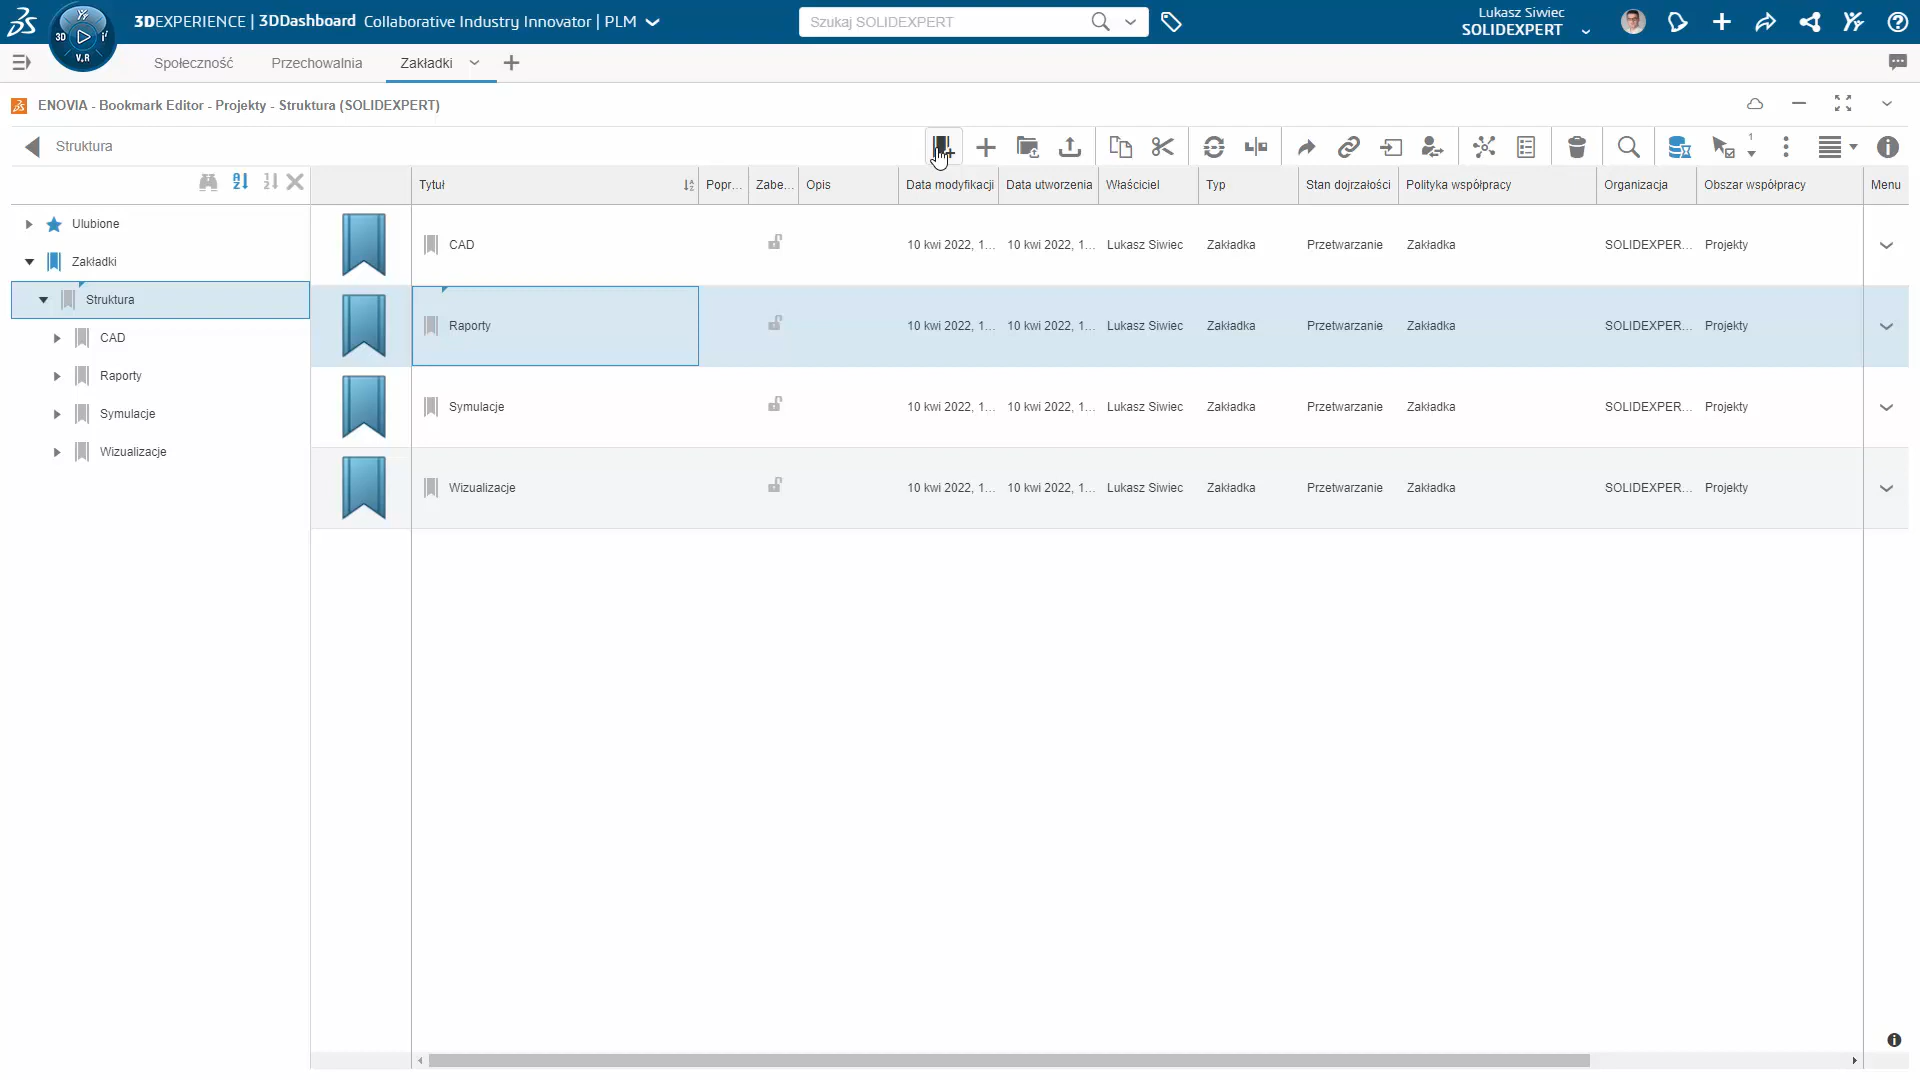 3DEXPERIENCE | 3DDashboard Collaborative Industry Innovator | PLM
Szukaj SOLIDEXPERT
Lukasz Siwiec
SOLIDEXPERT
3D
V.R
Społeczność Przechowalnia Zakładki
ENOVIA - Bookmark Editor - Projekty - Struktura (SOLIDEXPERT)
Struktura
1
Tytuł Popr... Zabe... Opis Data modyfikacji Data utworzenia Właściciel Typ Stan dojrzałości Polityka współpracy Organizacja Obszar współpracy Menu
Ulubione
Zakładki
Struktura
CAD
Raporty
Symulacje
Wizualizacje
CAD 10 kwi 2022, 1... 10 kwi 2022, 1... Lukasz Siwiec Zakładka Przetwarzanie Zakładka SOLIDEXPER... Projekty
Raporty 10 kwi 2022, 1... 10 kwi 2022, 1... Lukasz Siwiec Zakładka Przetwarzanie Zakładka SOLIDEXPER... Projekty
Symulacje 10 kwi 2022, 1... 10 kwi 2022, 1... Lukasz Siwiec Zakładka Przetwarzanie Zakładka SOLIDEXPER... Projekty
Wizualizacje 10 kwi 2022, 1... 10 kwi 2022, 1... Lukasz Siwiec Zakładka Przetwarzanie Zakładka SOLIDEXPER... Projekty